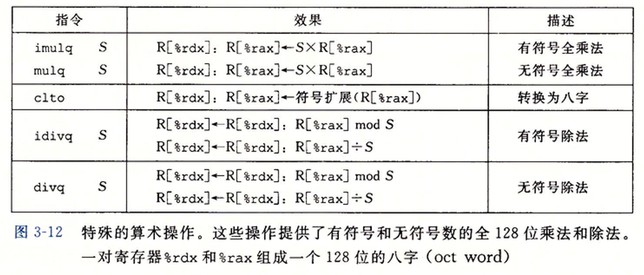 指令 效果 描述
imulq S R[%rdx]：R[%rax]←S×R[%rax] 有符号全乘法
mulq S R[%rdx]：R[%rax]←S×R[%rax] 无符号全乘法
clto R[%rdx]：R[%rax]←符号扩展(R[%rax]) 转换为八字
idivq S R[%rdx]←R[%rdx]：R[%rax] mod S 有符号除法
R[%rdx]←R[%rdx]：R[%rax]÷S
divq S R[%rdx]←R[%rdx]：R[%rax] mod S 无符号除法
R[%rdx]←R[%rdx]：R[%rax]÷S
图 3-12 特殊的算术操作。这些操作提供了有符号和无符号数的全 128 位乘法和除法。
一对寄存器%rdx 和%rax 组成一个 128 位的八字(oct word)